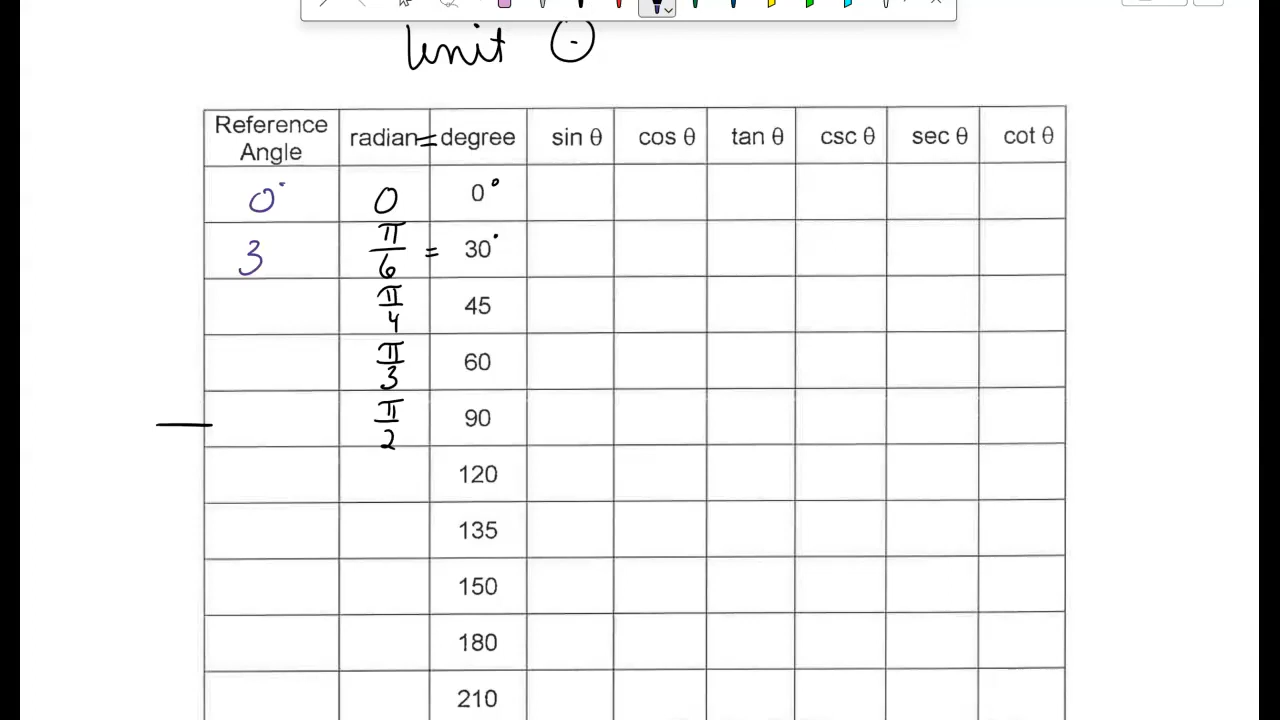 Unit
Reference Angle radian = degree sin θ cos θ tan θ csc θ sec θ cot θ
0° 0 0°
3 π/6 = 30°
π/4 45
π/3 60
π/2 90
120
135
150
180
210